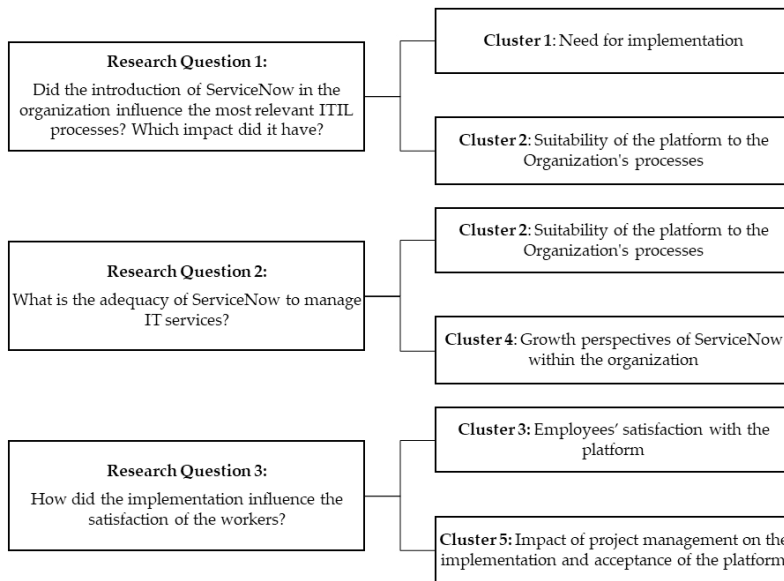 Research Question 1:
Did the introduction of ServiceNow in the
organization influence the most relevant ITIL
processes? Which impact did it have?
Cluster 1: Need for implementation
Cluster 2: Suitability of the platform to the
Organization's processes
Research Question 2:
What is the adequacy of ServiceNow to manage
IT services?
Cluster 2: Suitability of the platform to the
Organization's processes
Cluster 4: Growth perspectives of ServiceNow
within the organization
Research Question 3:
How did the implementation influence the
satisfaction of the workers?
Cluster 3: Employees’ satisfaction with the
platform
Cluster 5: Impact of project management on the
implementation and acceptance of the platform